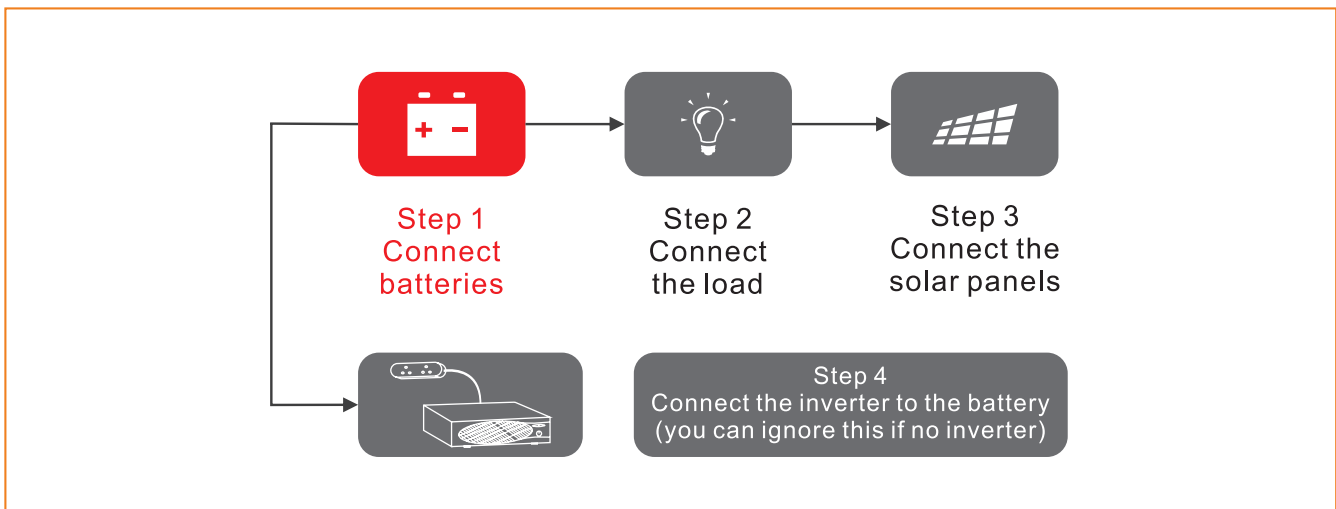 Step 1
Connect
batteries
Step 2
Connect
the load
Step 3
Connect the
solar panels
Step 4
Connect the inverter to the battery
(you can ignore this if no inverter)